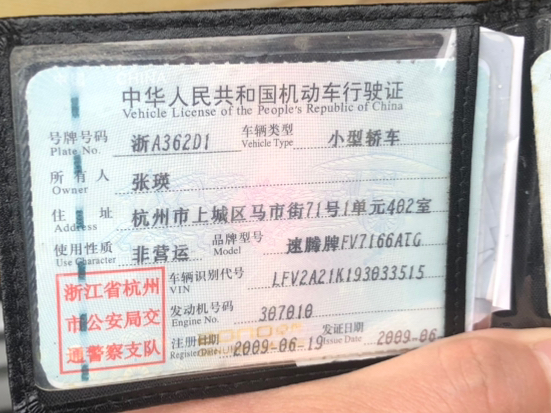 中华人民共和国机动车行驶证
Vehicle License of the People's Republic of China
号牌号码 浙A362D1 车辆类型 小型轿车
Plate No. Vehicle Type
所有人 张瑛
Owner
住址 杭州市上城区马市街71号1单元402室
Address
使用性质 非营运 品牌型号 速腾牌FV7166ATG
Use Character Model
浙江省杭州
市公安局交
通警察支队
车辆识别代号 LFV2A21K193033515
VIN
发动机号码 307010
Engine No.
注册日期 2009-06-19 发证日期 2009-06
Register Date Issue Date